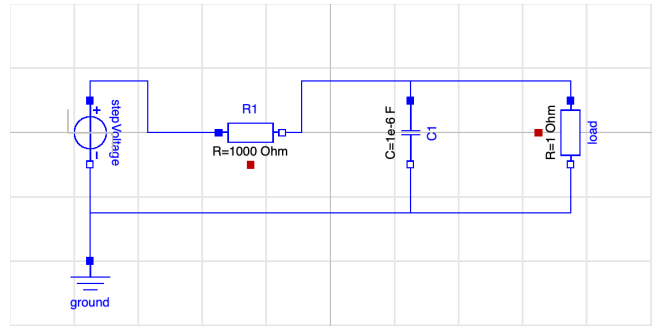 stepVoltage
+
−
R1
R=1000 Ohm
C=1e-6 F
C1
R=1 Ohm
load
ground